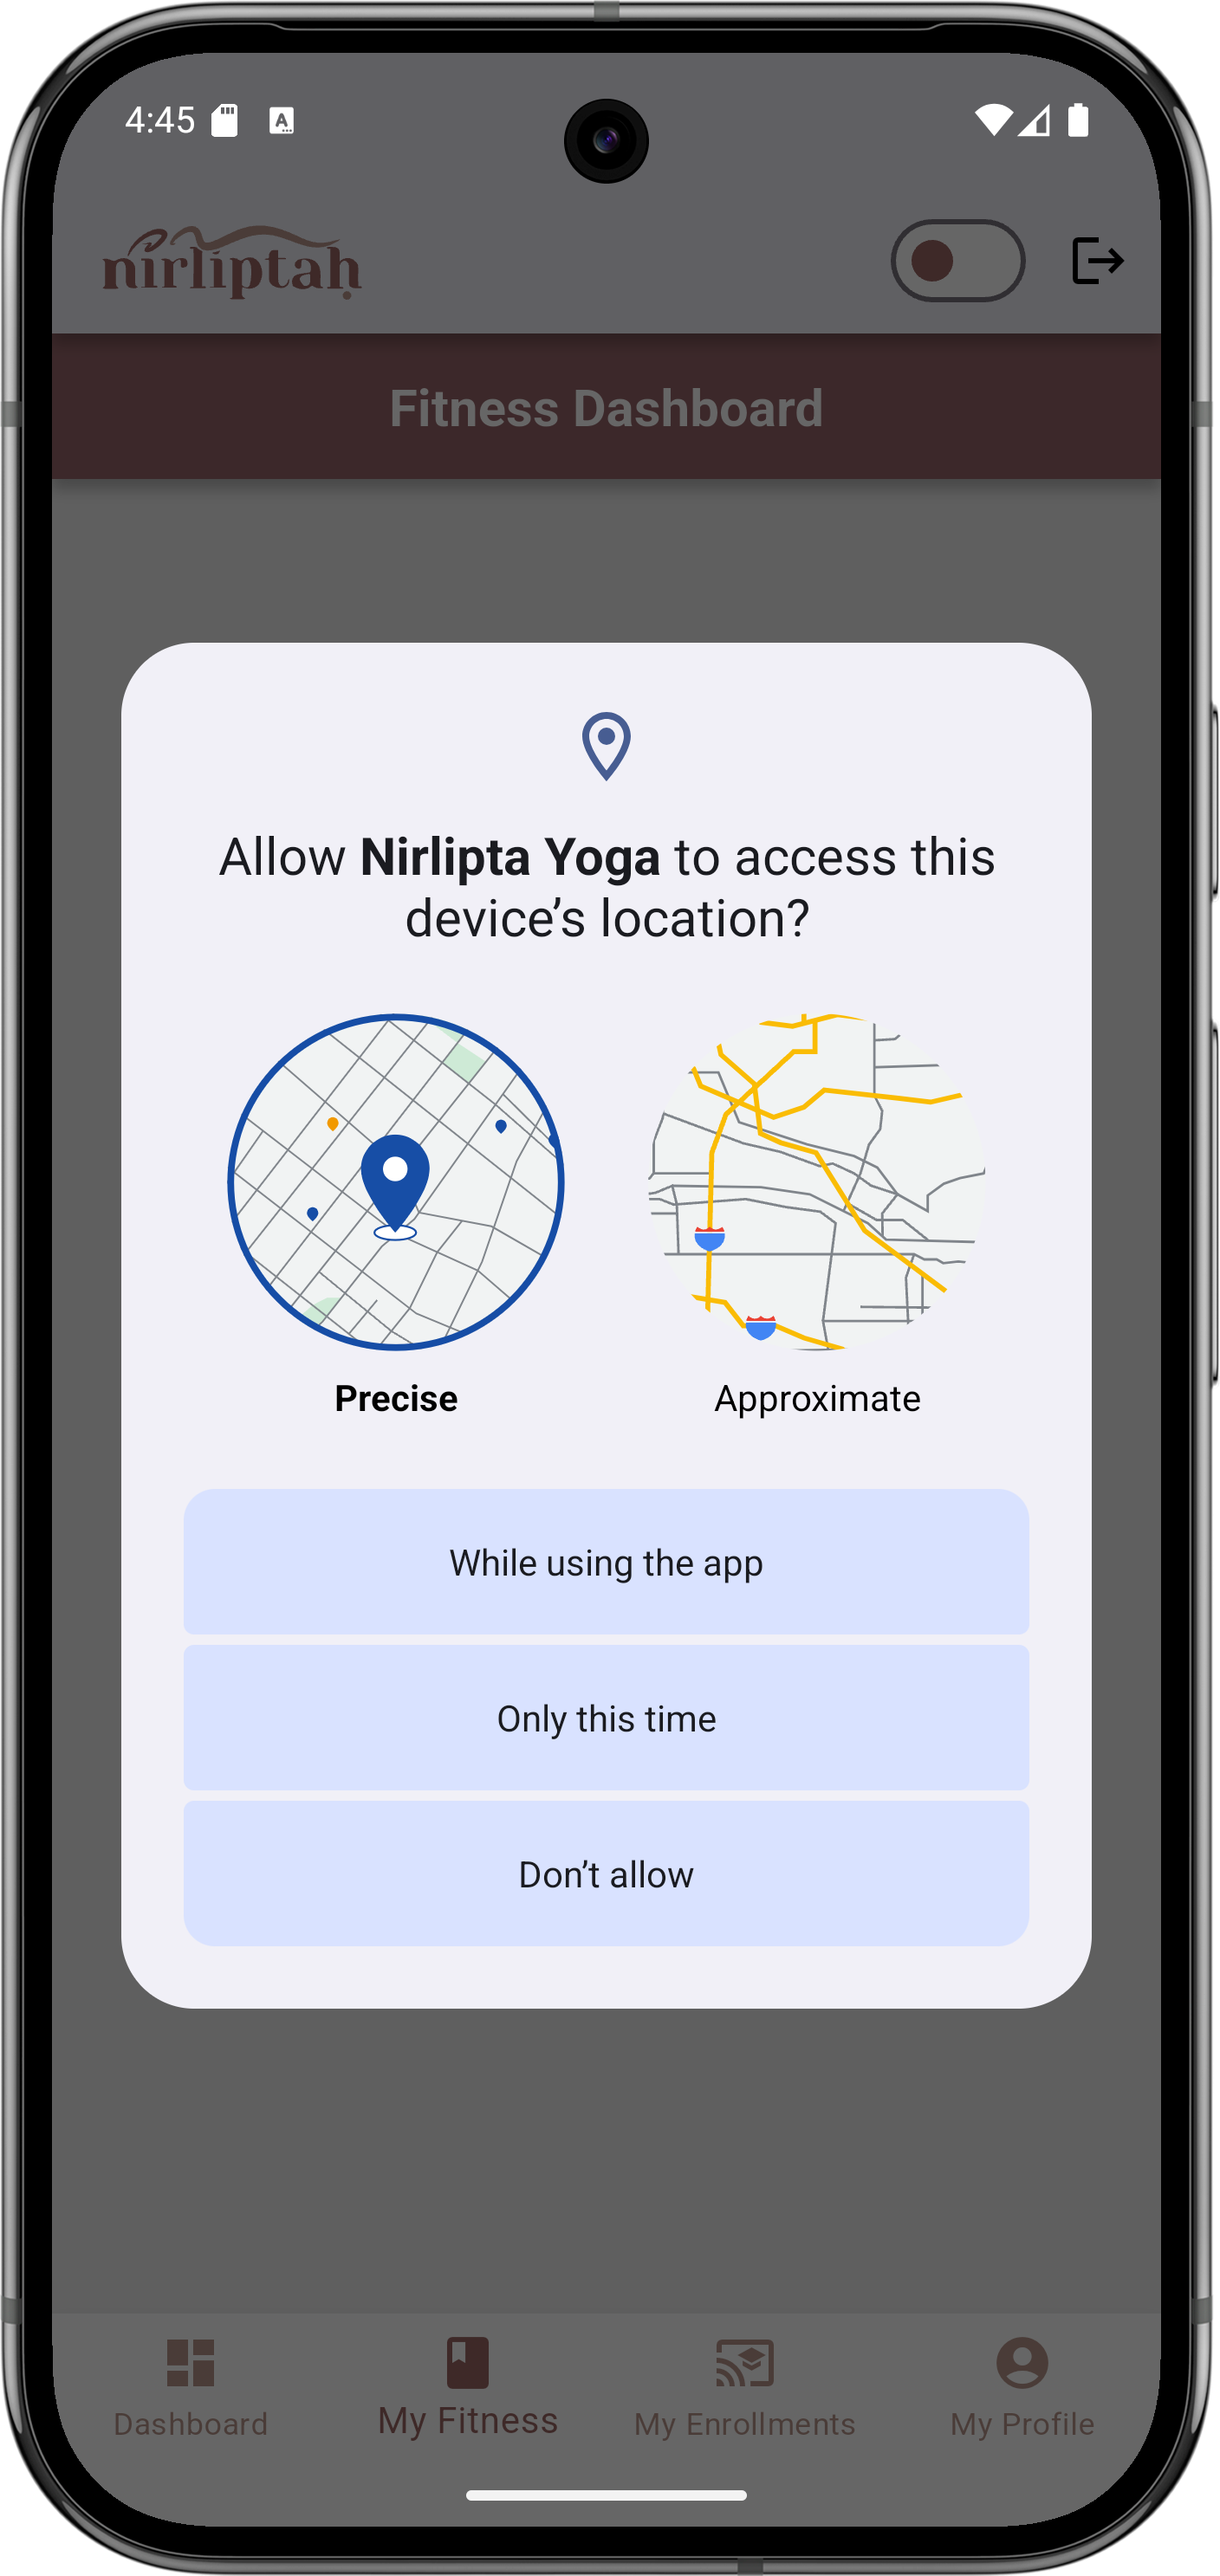 4:45
nirliptaḥ
Fitness Dashboard
Allow Nirlipta Yoga to access this
device’s location?
Precise
Approximate
While using the app
Only this time
Don’t allow
Dashboard
My Fitness
My Enrollments
My Profile